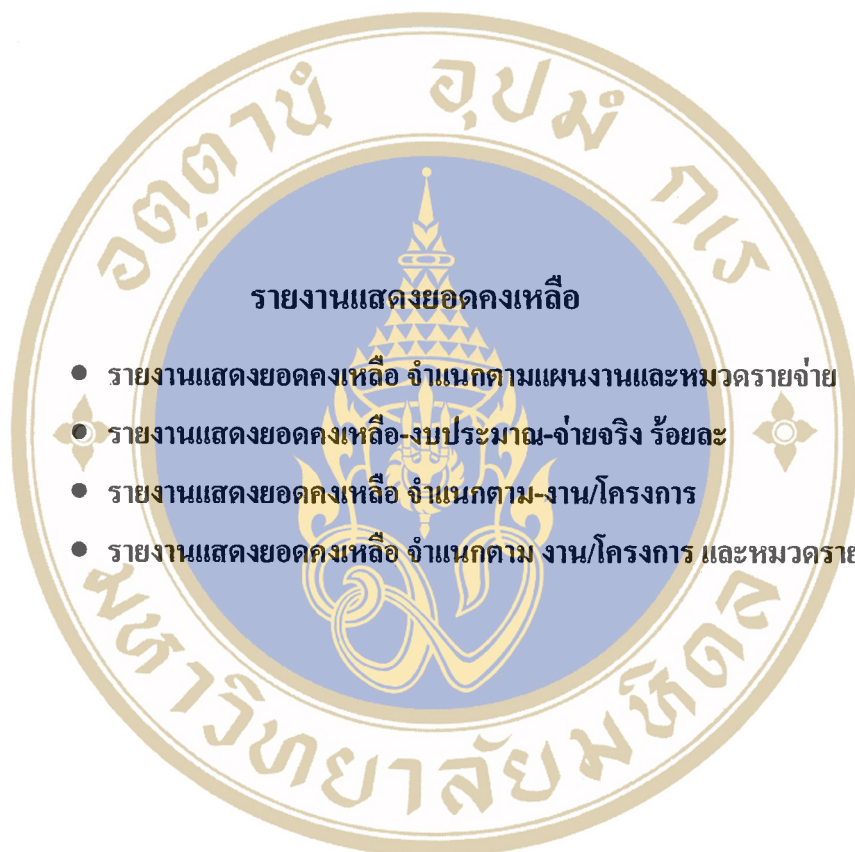 อตฺตานํ อุปมํ กเร
รายงานแสดงยอดคงเหลือ
● รายงานแสดงยอดคงเหลือ จำแนกตามแผนงานและหมวดรายจ่าย
● รายงานแสดงยอดคงเหลือ-งบประมาณ-จ่ายจริง ร้อยละ
● รายงานแสดงยอดคงเหลือ จำแนกตาม-งาน/โครงการ
● รายงานแสดงยอดคงเหลือ จำแนกตาม งาน/โครงการ และหมวดราย
มหาวิทยาลัยมหิดล